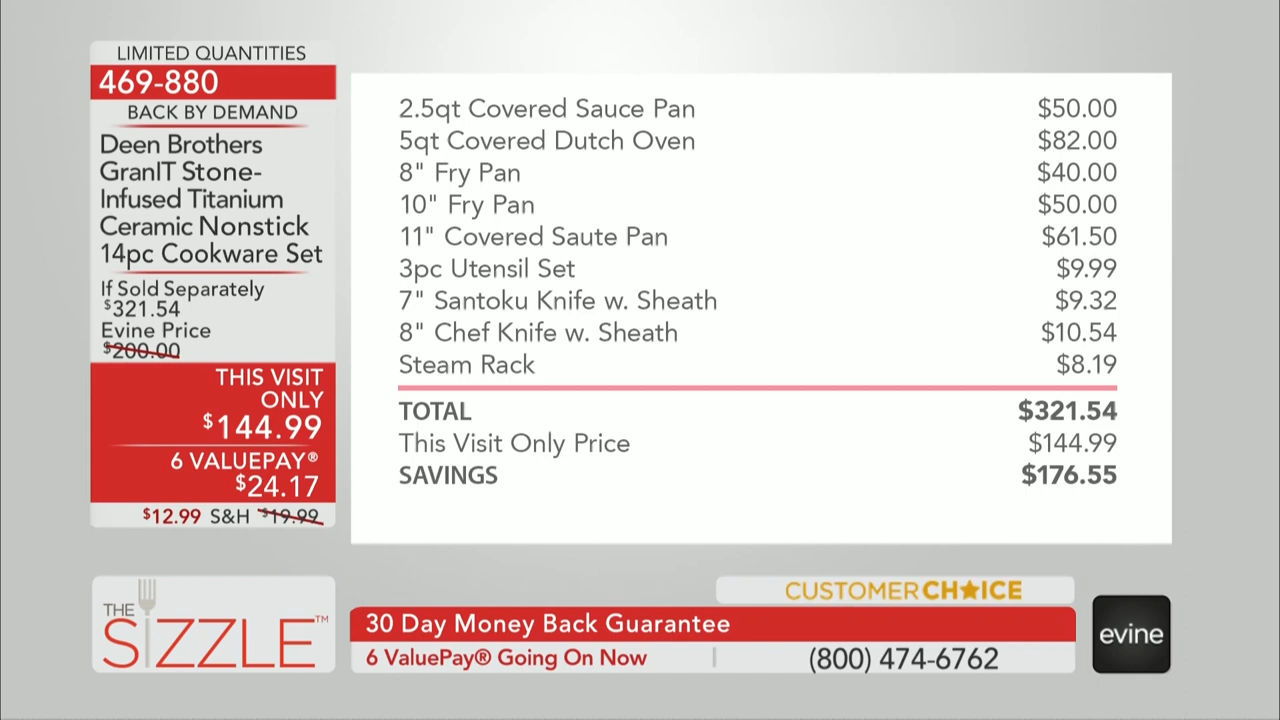 LIMITED QUANTITIES
469-880
BACK BY DEMAND
Deen Brothers
GranIT Stone-
Infused Titanium
Ceramic Nonstick
14pc Cookware Set
If Sold Separately
$321.54
Evine Price
$200.00
THIS VISIT
ONLY
$144.99
6 VALUEPAY®
$24.17
$12.99 S&H $19.99
2.5qt Covered Sauce Pan $50.00
5qt Covered Dutch Oven $82.00
8" Fry Pan $40.00
10" Fry Pan $50.00
11" Covered Saute Pan $61.50
3pc Utensil Set $9.99
7" Santoku Knife w. Sheath $9.32
8" Chef Knife w. Sheath $10.54
Steam Rack $8.19
TOTAL $321.54
This Visit Only Price $144.99
SAVINGS $176.55
THE
SIZZLE™
CUSTOMER CHOICE
30 Day Money Back Guarantee
6 ValuePay® Going On Now | (800) 474-6762
evine